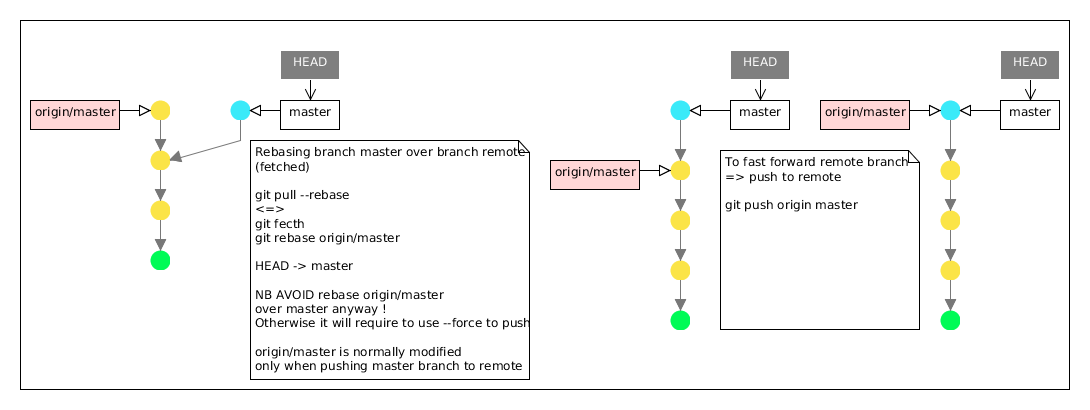 HEAD
origin/master
master
Rebasing branch master over branch remote
(fetched)
git pull --rebase
<=>
git fecth
git rebase origin/master
HEAD -> master
NB AVOID rebase origin/master
over master anyway !
Otherwise it will require to use --force to push
origin/master is normally modified
only when pushing master branch to remote
HEAD
master
origin/master
To fast forward remote branch
=> push to remote
git push origin master
HEAD
origin/master
master